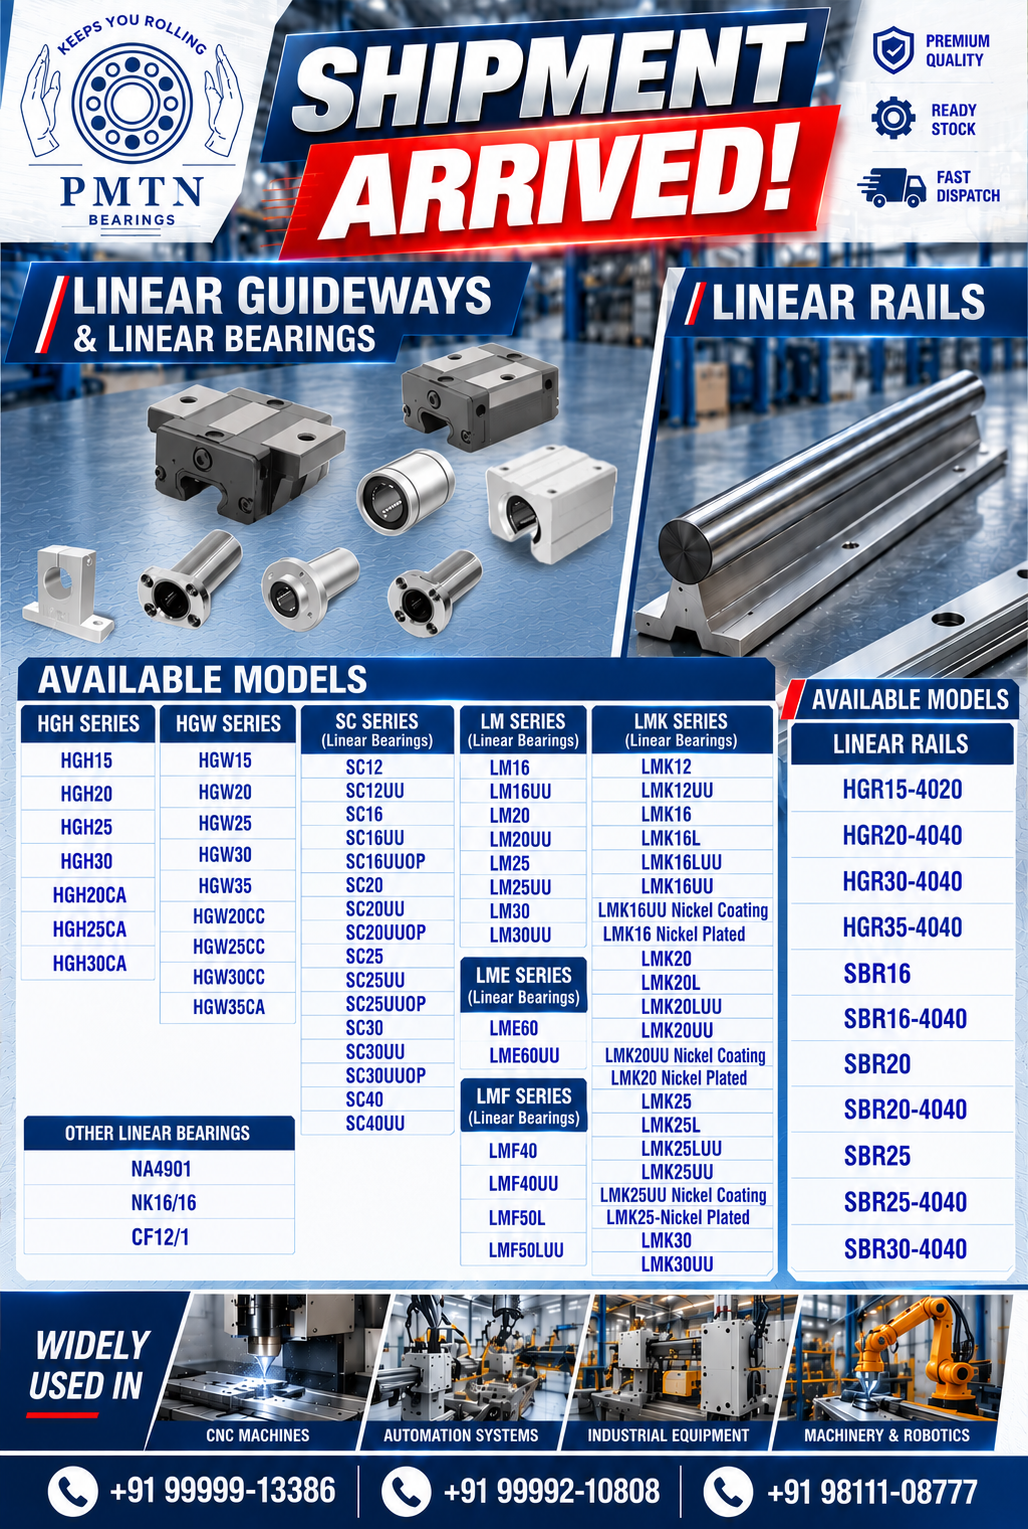 KEEPS YOU ROLLING
PMTN
BEARINGS
SHIPMENT
ARRIVED!
PREMIUM
QUALITY
READY
STOCK
FAST
DISPATCH
LINEAR GUIDEWAYS
& LINEAR BEARINGS
LINEAR RAILS
AVAILABLE MODELS
HGH SERIES
HGH15
HGH20
HGH25
HGH30
HGH20CA
HGH25CA
HGH30CA
HGW SERIES
HGW15
HGW20
HGW25
HGW30
HGW35
HGW20CC
HGW25CC
HGW30CC
HGW35CA
OTHER LINEAR BEARINGS
NA4901
NK16/16
CF12/1
SC SERIES
(Linear Bearings)
SC12
SC12UU
SC16
SC16UU
SC16UUOP
SC20
SC20UU
SC20UUOP
SC25
SC25UU
SC25UUOP
SC30
SC30UU
SC30UUOP
SC40
SC40UU
LM SERIES
(Linear Bearings)
LM16
LM16UU
LM20
LM20UU
LM25
LM25UU
LM30
LM30UU
LME SERIES
(Linear Bearings)
LME60
LME60UU
LMF SERIES
(Linear Bearings)
LMF40
LMF40UU
LMF50L
LMF50LUU
LMK SERIES
(Linear Bearings)
LMK12
LMK12UU
LMK16
LMK16L
LMK16LUU
LMK16UU
LMK16UU Nickel Coating
LMK16 Nickel Plated
LMK20
LMK20L
LMK20LUU
LMK20UU
LMK20UU Nickel Coating
LMK20 Nickel Plated
LMK25
LMK25L
LMK25LUU
LMK25UU
LMK25UU Nickel Coating
LMK25-Nickel Plated
LMK30
LMK30UU
AVAILABLE MODELS
LINEAR RAILS
HGR15-4020
HGR20-4040
HGR30-4040
HGR35-4040
SBR16
SBR16-4040
SBR20
SBR20-4040
SBR25
SBR25-4040
SBR30-4040
WIDELY
USED IN
CNC MACHINES
AUTOMATION SYSTEMS
INDUSTRIAL EQUIPMENT
MACHINERY & ROBOTICS
+91 99999-13386
+91 99992-10808
+91 98111-08777